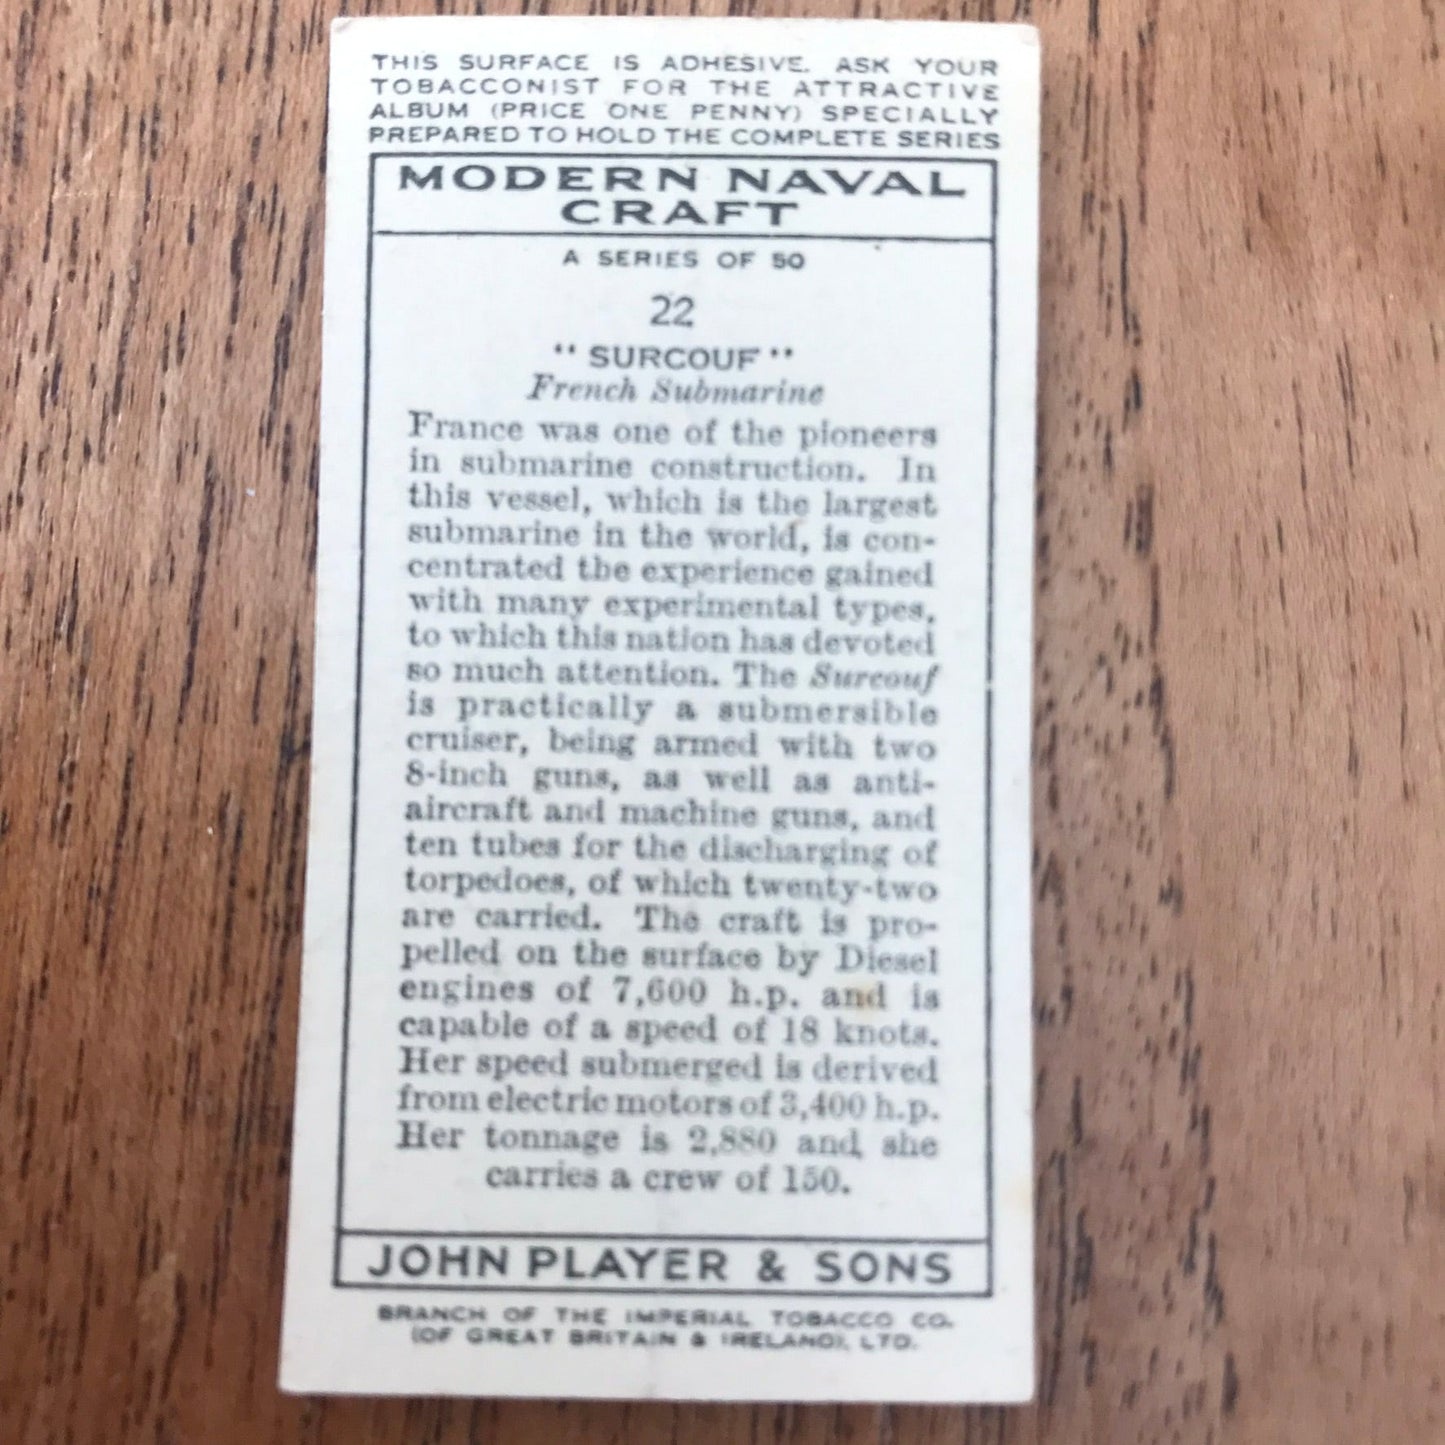 THIS SURFACE IS ADHESIVE. ASK YOUR
TOBACCONIST FOR THE ATTRACTIVE
ALBUM (PRICE ONE PENNY) SPECIALLY
PREPARED TO HOLD THE COMPLETE SERIES
MODERN NAVAL
CRAFT
A SERIES OF 50
22
"SURCOUF"
French Submarine
France was one of the pioneers
in submarine construction. In
this vessel, which is the largest
submarine in the world, is con-
centrated the experience gained
with many experimental types,
to which this nation has devoted
so much attention. The Surcouf
is practically a submersible
cruiser, being armed with two
8-inch guns, as well as anti-
aircraft and machine guns, and
ten tubes for the discharging of
torpedoes, of which twenty-two
are carried. The craft is pro-
pelled on the surface by Diesel
engines of 7,600 h.p. and is
capable of a speed of 18 knots.
Her speed submerged is derived
from electric motors of 3,400 h.p.
Her tonnage is 2,880 and she
carries a crew of 150.
JOHN PLAYER & SONS
BRANCH OF THE IMPERIAL TOBACCO CO.
(OF GREAT BRITAIN & IRELAND), LTD.